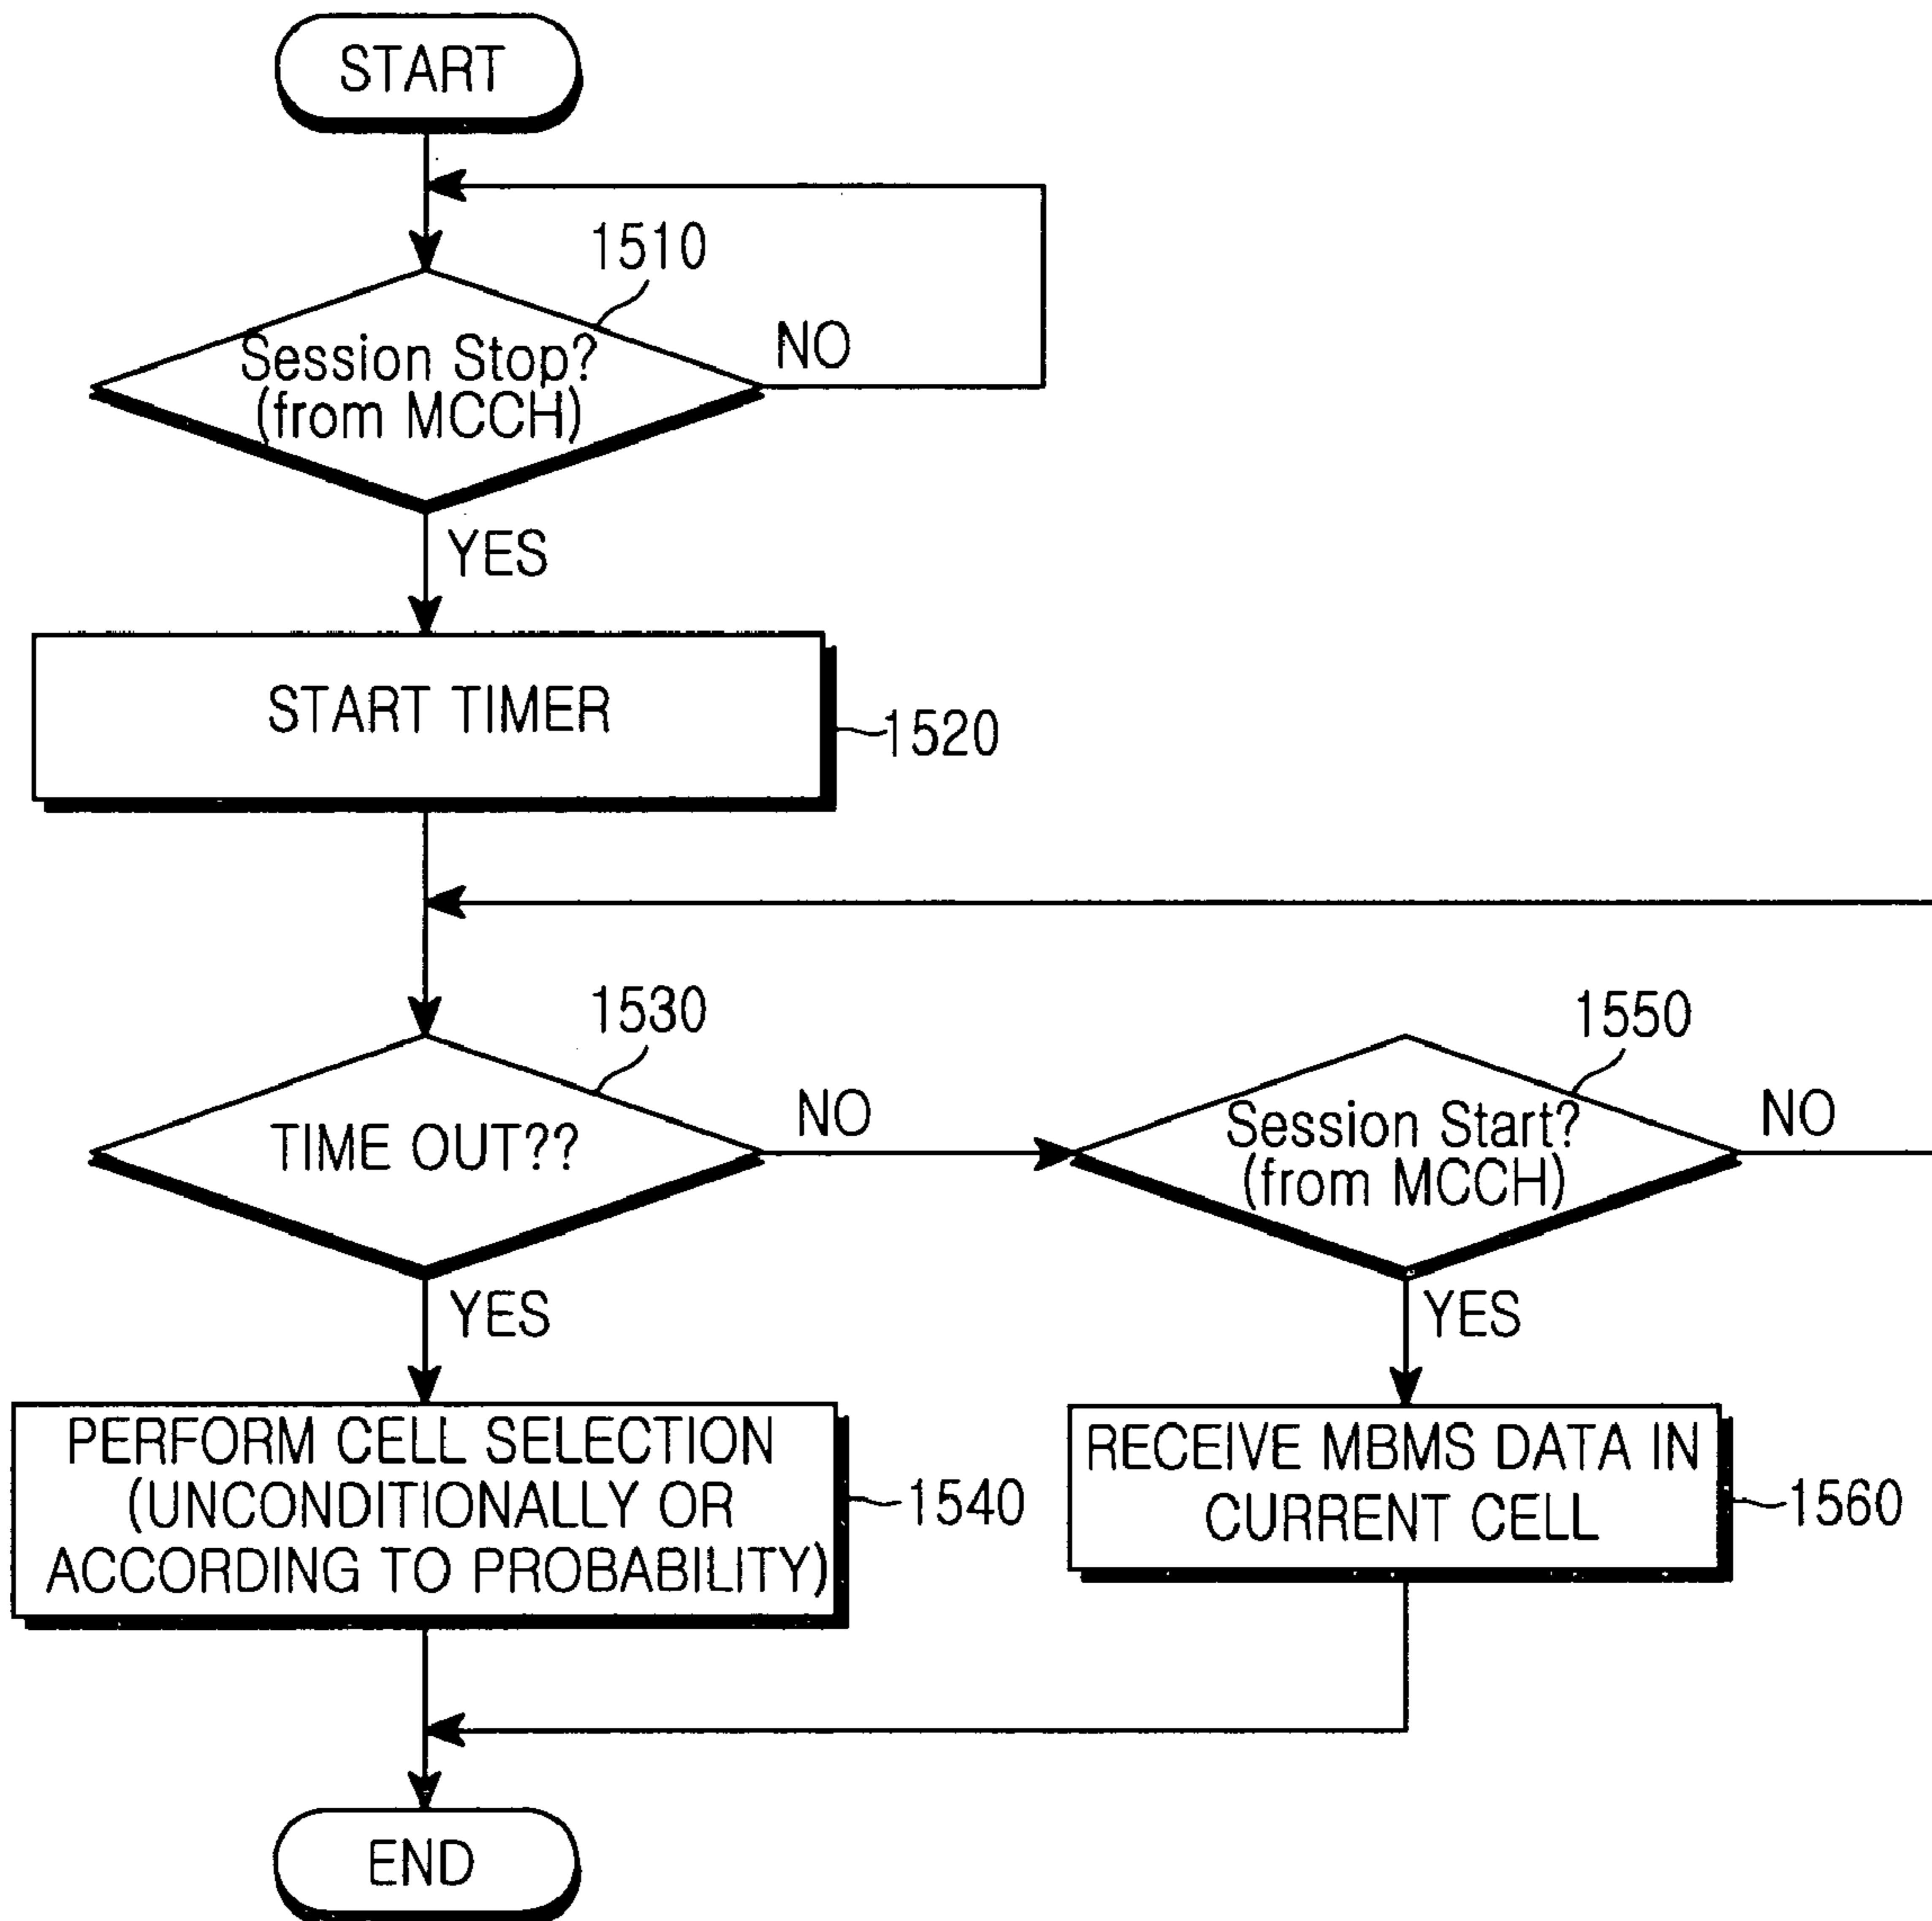 START
1510
Session Stop?
(from MCCH)
NO
YES
START TIMER
1520
1530
TIME OUT??
NO
1550
Session Start?
(from MCCH)
NO
YES
YES
PERFORM CELL SELECTION
(UNCONDITIONALLY OR
ACCORDING TO PROBABILITY)
1540
RECEIVE MBMS DATA IN
CURRENT CELL
1560
END